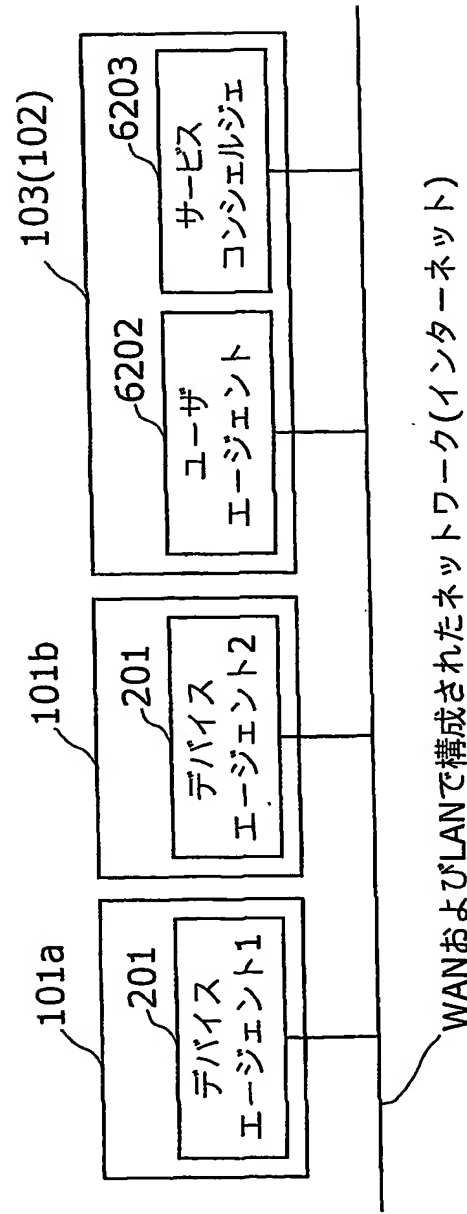 101a
201
デバイス
エージェント1
101b
201
デバイス
エージェント2
103(102)
6202
ユーザ
エージェント
6203
サービス
コンシェルジェ
WANおよびLANで構成されたネットワーク(インターネット)